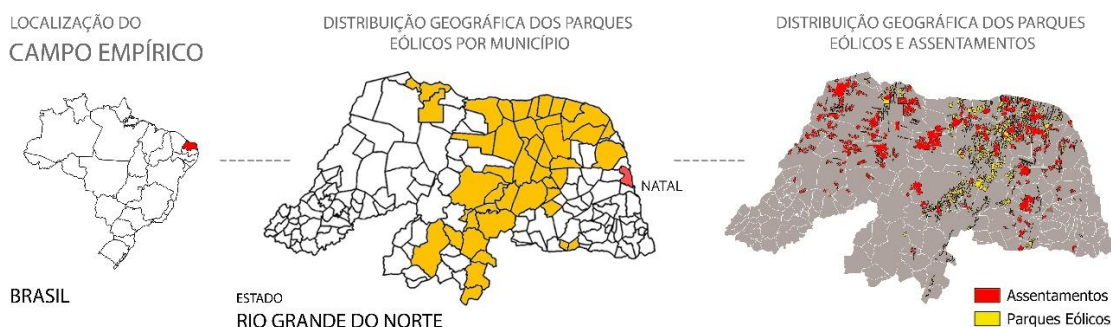 LOCALIZAÇÃO DO
CAMPO EMPÍRICO
BRASIL
DISTRIBUIÇÃO GEOGRÁFICA DOS PARQUES
EÓLICOS POR MUNICÍPIO
NATAL
ESTADO
RIO GRANDE DO NORTE
DISTRIBUIÇÃO GEOGRÁFICA DOS PARQUES
EÓLICOS E ASSENTAMENTOS
Assentamentos
Parques Eólicos